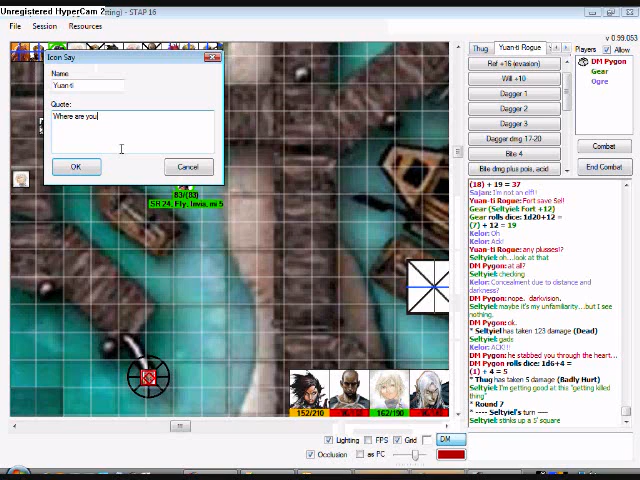 Unregistered HyperCam 2
- STAP 16
File Session Resources
v 0.99.053
Icon Say
Name
Yuan-ti
Quote:
Where are you
OK Cancel
83/(83)
SR 24, Fly, Invis, mi 5
Thug Yuan-ti Rogue
Ref +16 (evasion)
Will +10
Dagger 1
Dagger 2
Dagger 3
Dagger dmg 17-20
Bite 4
Bite dmg plus pois, acid
Players Allow
DM Pygon
Gear
Ogre
Combat
End Combat
(18) + 19 = 37
Sajan: I'm not an elf!!
Yuan-ti Rogue: Fort save Sel!
Gear (Seltyiel: Fort +12)
Gear rolls dice: 1d20+12 =
(7) + 12 = 19
Kelor: Oh
Kelor: Ack!
Yuan-ti Rogue: any plusses!?
Seltyiel: oh...look at that
DM Pygon: at all?
Seltyiel: checking
Kelor: Concealment due to distance and
darkness?
DM Pygon: nope. darkvision.
Seltyiel: maybe it's my unfamiliarity...but I see
nothing.
DM Pygon: ok.
* Seltyiel has taken 123 damage (Dead)
Seltyiel: gads
Kelor: ACK!!!
DM Pygon: he stabbed you through the heart...
DM Pygon rolls dice: 1d6+4 =
(1) + 4 = 5
* Thug has taken 5 damage (Badly Hurt)
Seltyiel: I'm getting good at this "getting killed
thing"
* Round 7
* ---- Seltyiel's turn ----
Seltyiel: stinks up a 5' square
152/210 162/190
Lighting FPS Grid DM
Occlusion as PC